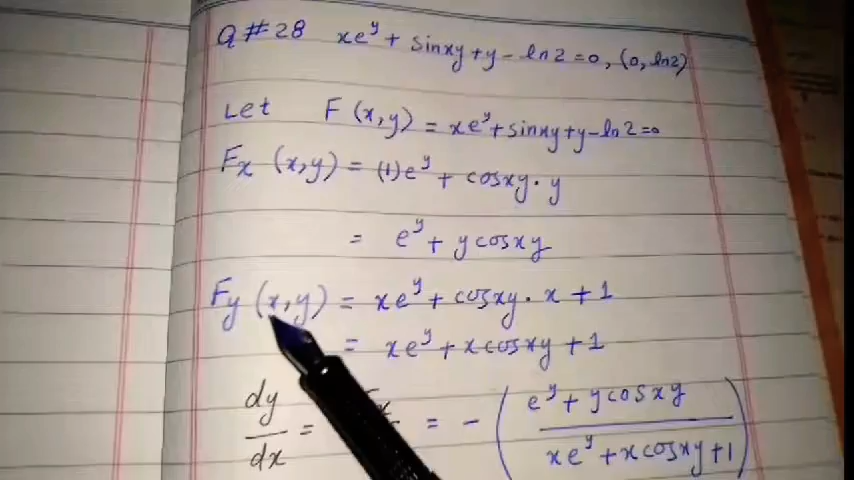 Q#28 xe^y + sinxy + y - ln2 = 0, (0, ln2)
Let F(x,y) = xe^y + sinxy + y - ln2 = 0
Fx (x,y) = (1)e^y + cosxy · y
= e^y + y cosxy
Fy (x,y) = xe^y + cosxy · x + 1
= xe^y + x cosxy + 1
dy/dx = = - (e^y + y cosxy / xe^y + x cosxy + 1)